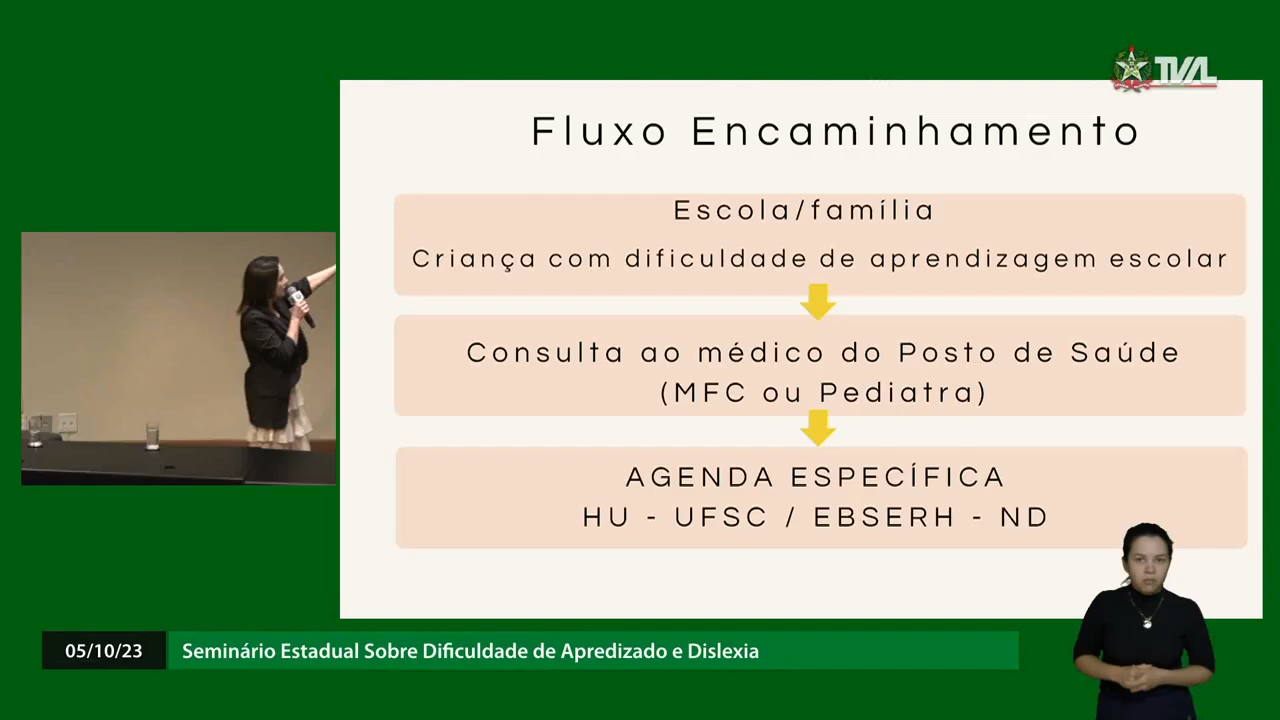 TVAL
Fluxo Encaminhamento
Escola/família
Criança com dificuldade de aprendizagem escolar
Consulta ao médico do Posto de Saúde
(MFC ou Pediatra)
AGENDA ESPECÍFICA
HU - UFSC / EBSERH - ND
05/10/23
Seminário Estadual Sobre Dificuldade de Apredizado e Dislexia